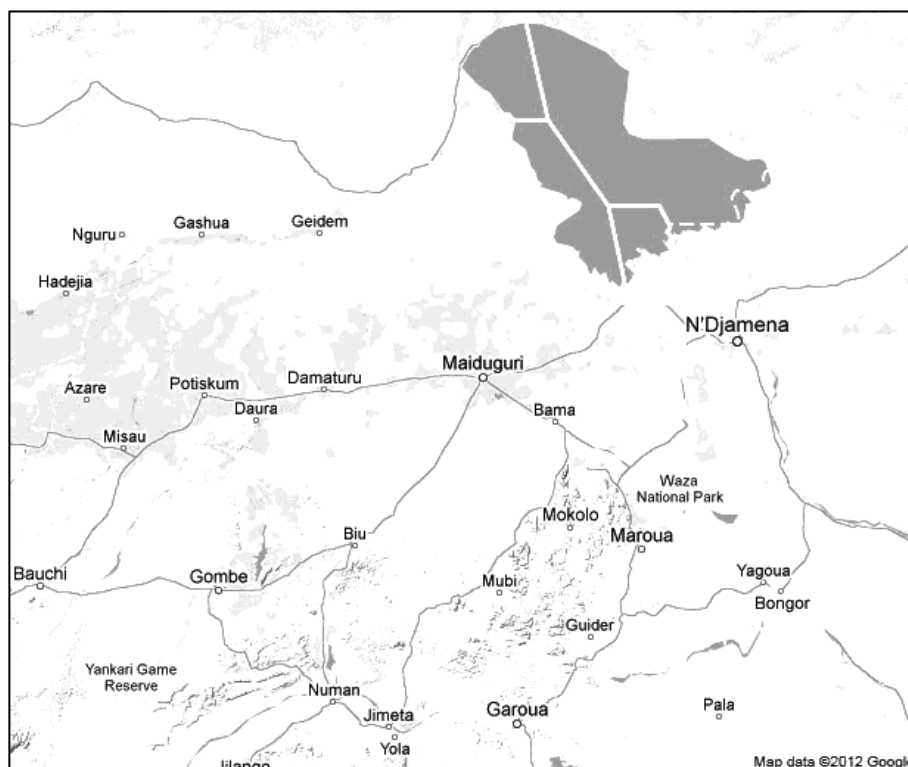 Nguru
Gashua
Geidem
Hadejia
N'Djamena
Maiduguri
Azare
Potiskum
Damaturu
Daura
Bama
Misau
Waza
National Park
Mokolo
Biu
Maroua
Bauchi
Gombe
Mubi
Yagoua
Bongor
Guider
Yankari Game
Reserve
Numan
Jimeta
Yola
Garoua
Pala
Map data ©2012 Google